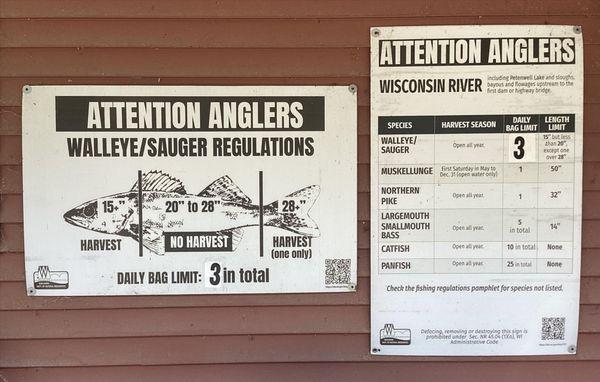 ATTENTION ANGLERS
WALLEYE/SAUGER REGULATIONS
15+" 20" to 28" 28+"
HARVEST NO HARVEST HARVEST
(one only)
DAILY BAG LIMIT: 3 in total
ATTENTION ANGLERS
WISCONSIN RIVER
including Petenwell Lake and sloughs,
bayous and flowages upstream to the
first dam or highway bridge.
SPECIES HARVEST SEASON DAILY BAG LIMIT LENGTH LIMIT
WALLEYE/ SAUGER Open all year. 3 15" but less than 20", except one over 28"
MUSKELLUNGE First Saturday in May to Dec. 31 (open water only) 1 50"
NORTHERN PIKE Open all year. 1 32"
LARGEMOUTH SMALLMOUTH BASS Open all year. 5 in total 14"
CATFISH Open all year. 10 in total None
PANFISH Open all year. 25 in total None
Check the fishing regulations pamphlet for species not listed.
Defacing, removing or destroying this sign is
prohibited under Sec. NR 45.04 (1)(a), WI
Administrative Code